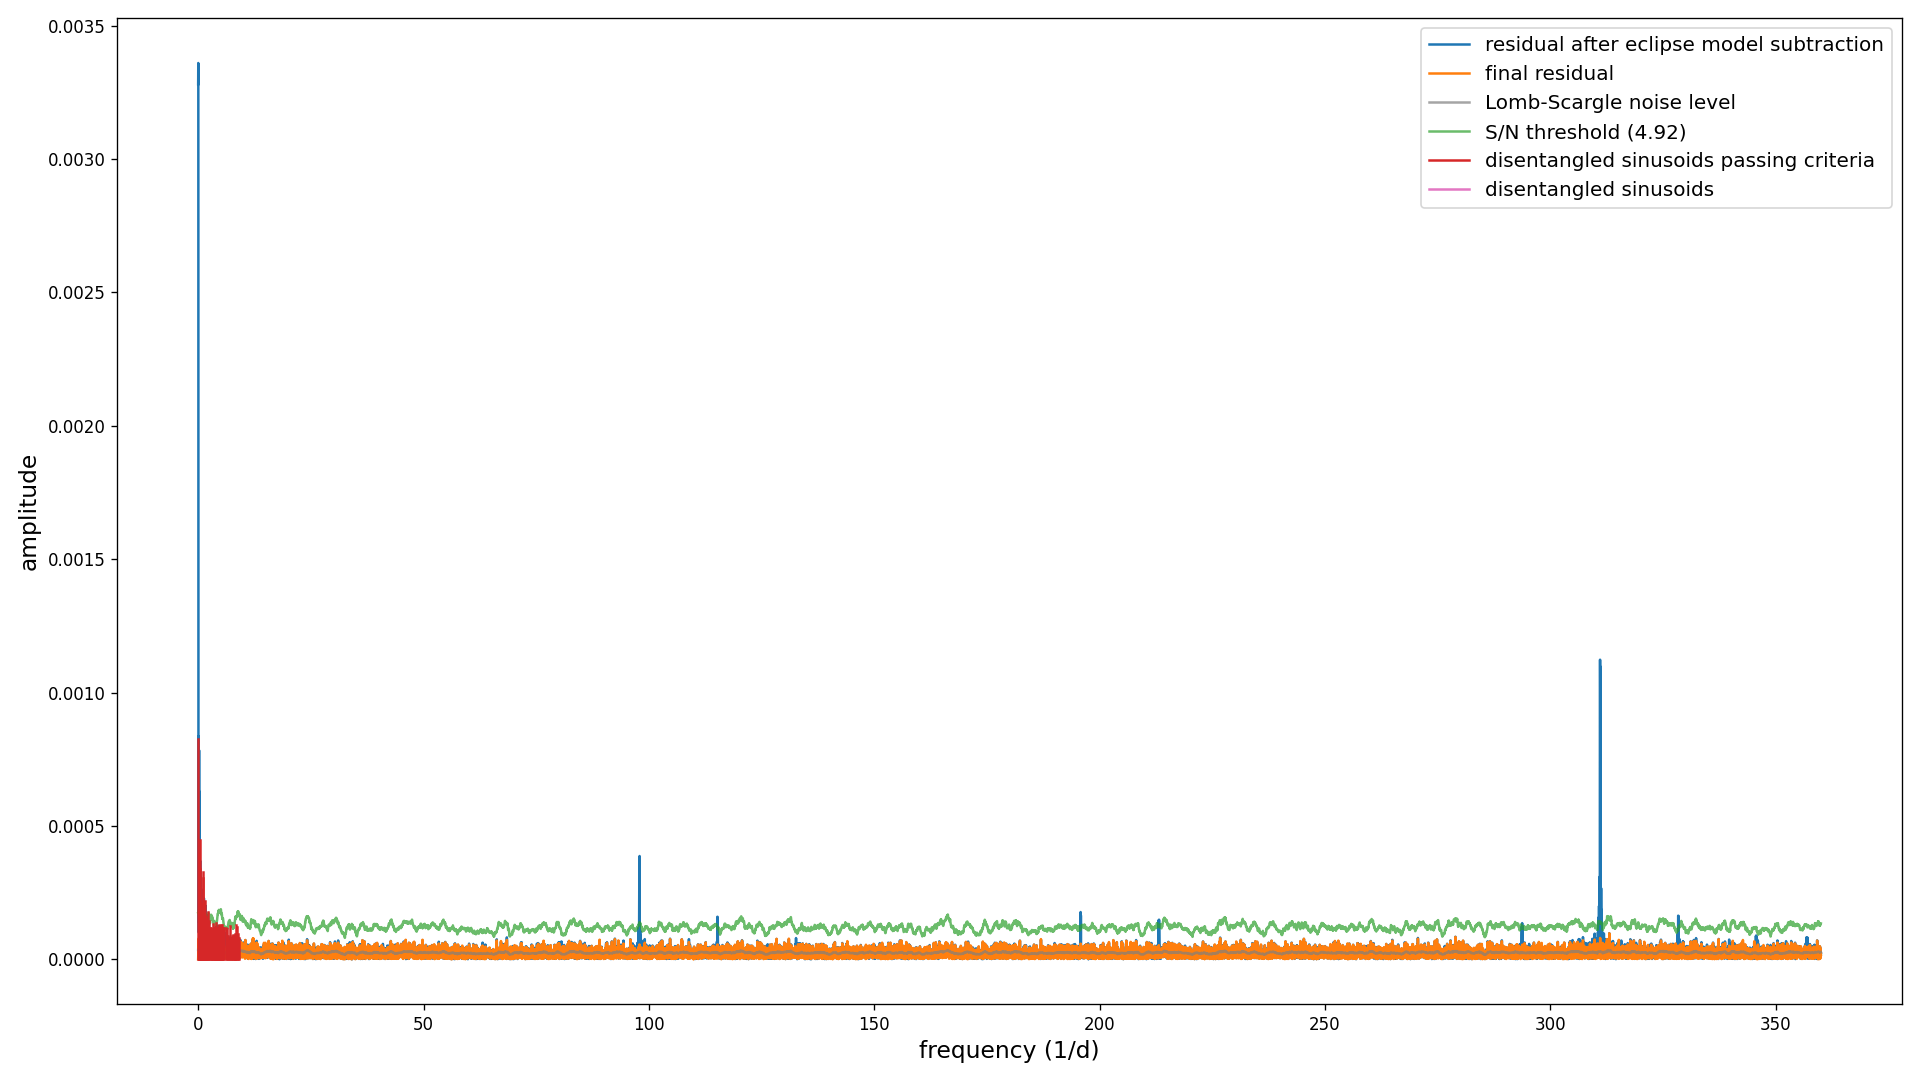 0.0035
0.0030
0.0025
0.0020
0.0015
0.0010
0.0005
0.0000
amplitude
0 50 100 150 200 250 300 350
frequency (1/d)
residual after eclipse model subtraction
final residual
Lomb-Scargle noise level
S/N threshold (4.92)
disentangled sinusoids passing criteria
disentangled sinusoids